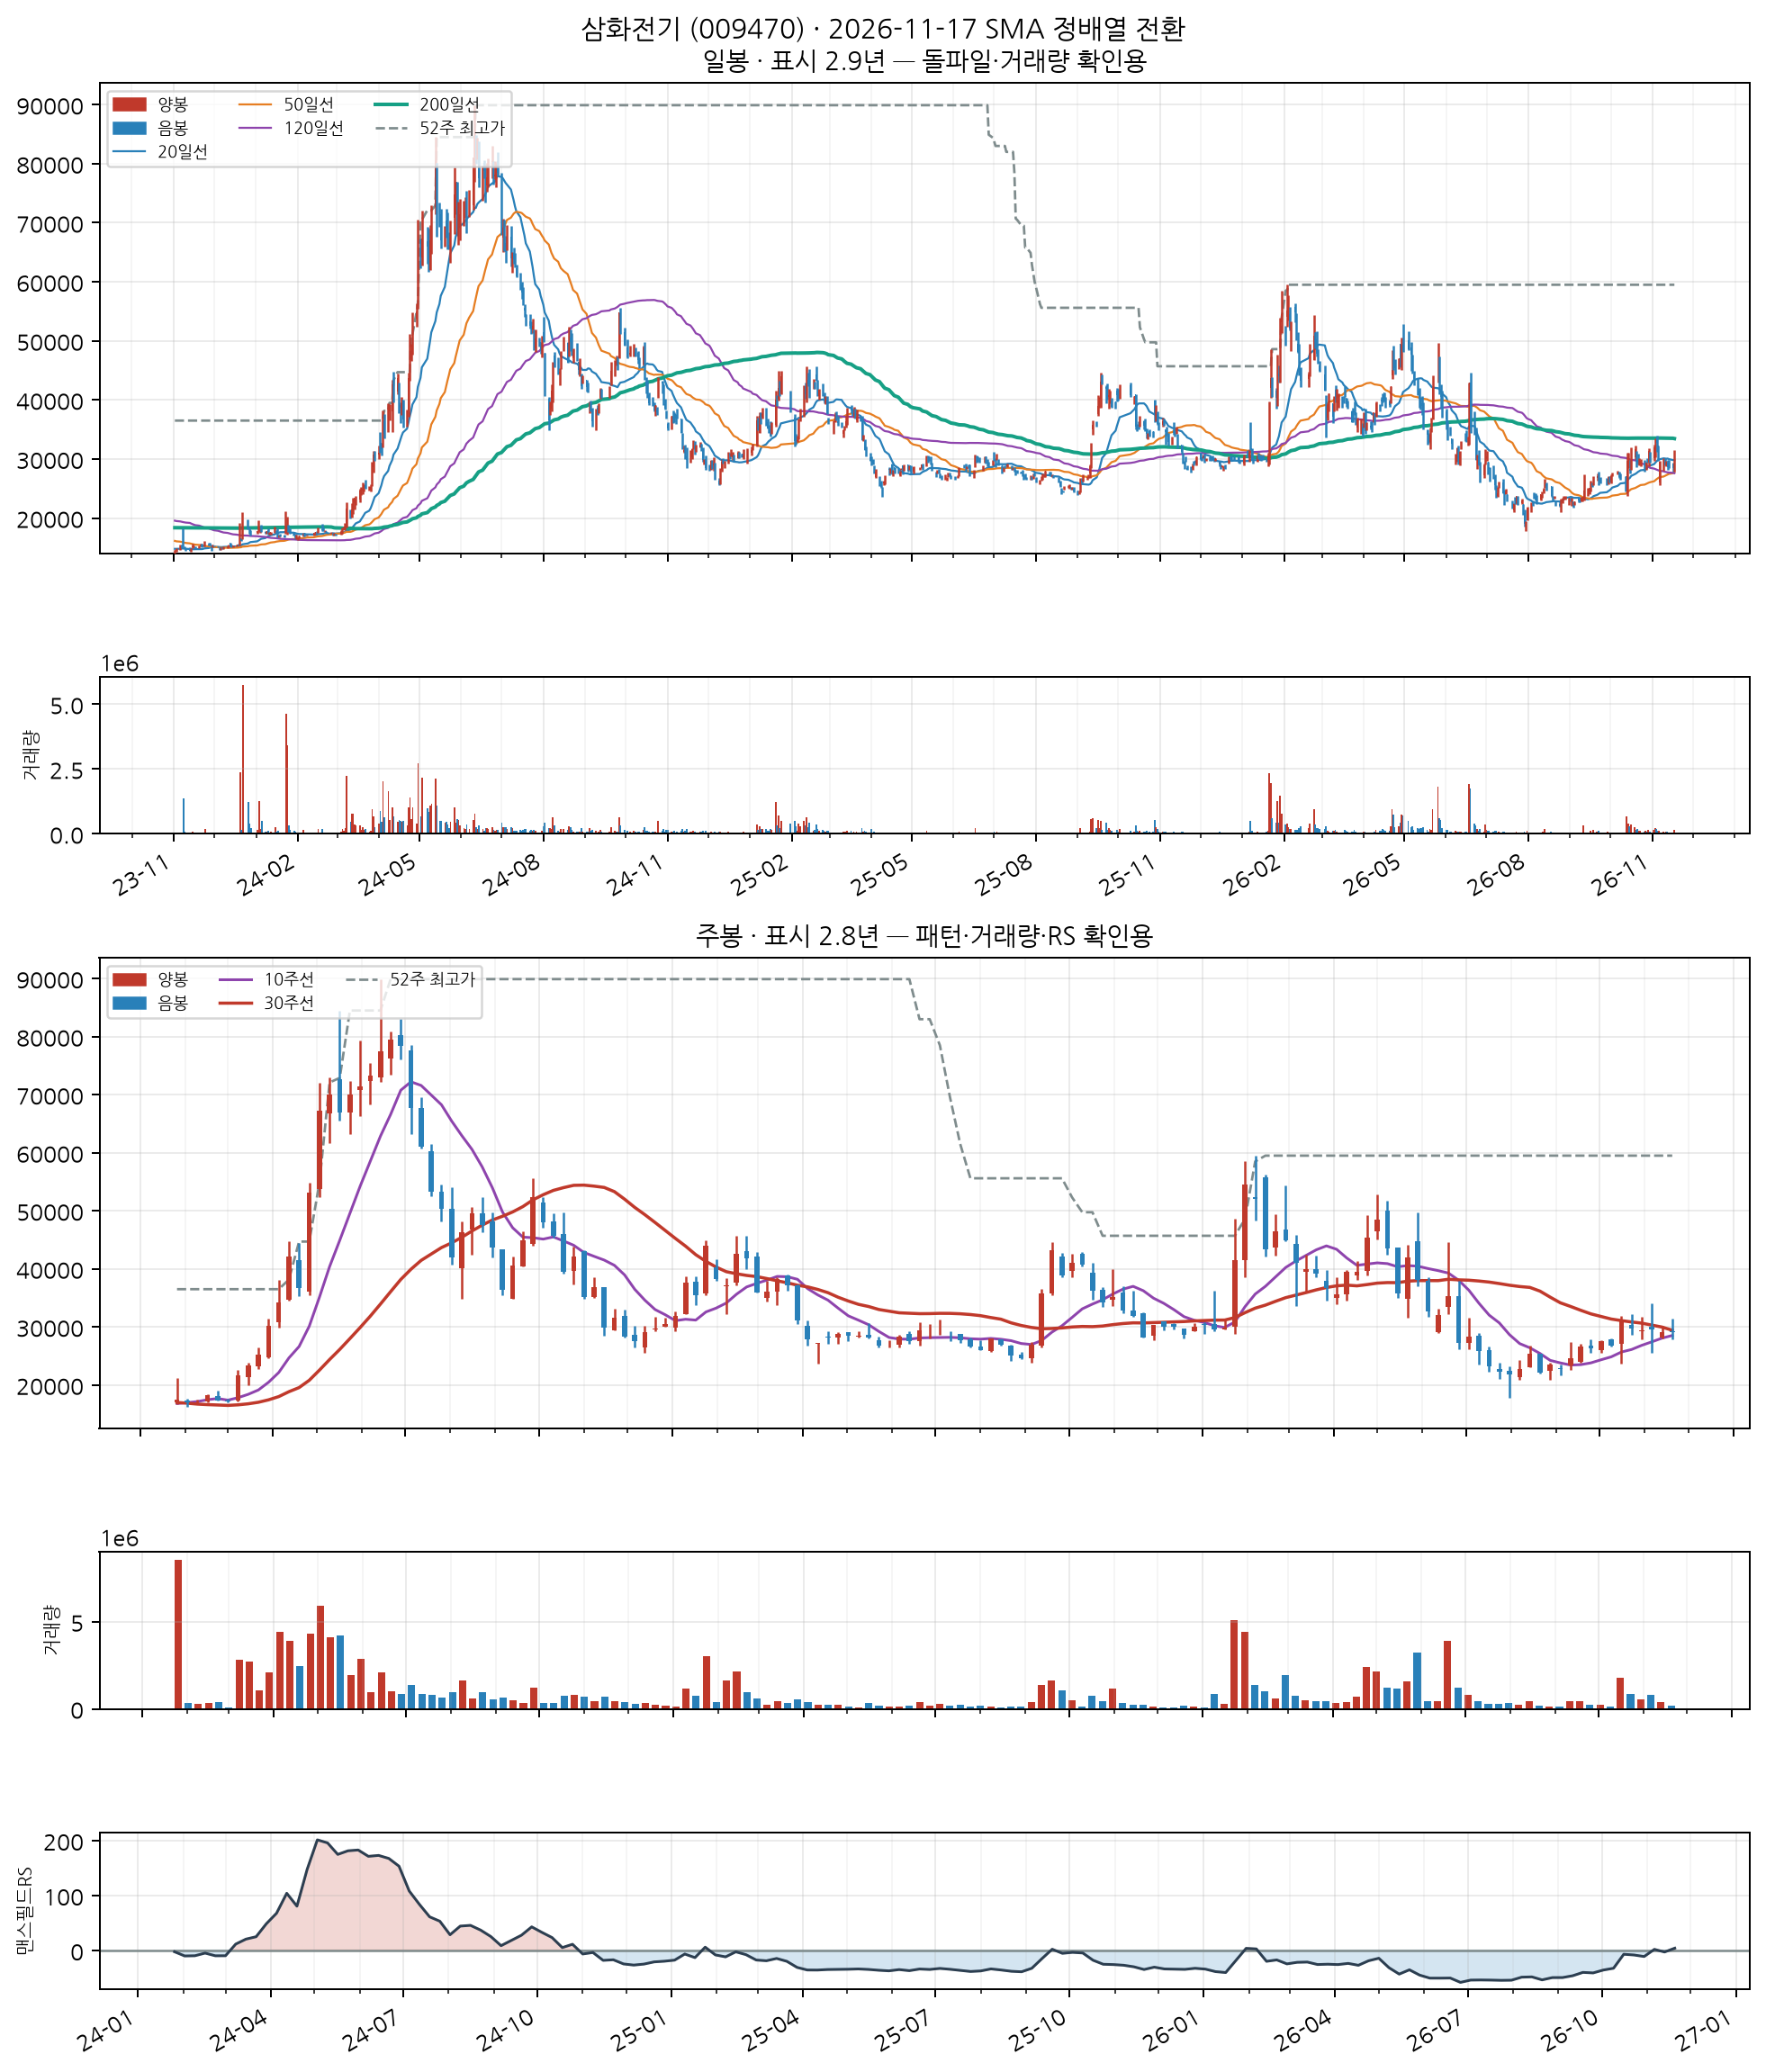 삼화전기 (009470) · 2026-11-17 SMA 정배열 전환
일봉 · 표시 2.9년 — 돌파일·거래량 확인용
양봉 50일선 200일선
음봉 120일선 52주 최고가
20일선
90000
80000
70000
60000
50000
40000
30000
20000
1e6
5.0
2.5
0.0
거래량
23-11 24-02 24-05 24-08 24-11 25-02 25-05 25-08 25-11 26-02 26-05 26-08 26-11
주봉 · 표시 2.8년 — 패턴·거래량·RS 확인용
양봉 10주선 52주 최고가
음봉 30주선
90000
80000
70000
60000
50000
40000
30000
20000
1e6
5
0
거래량
200
100
0
맨스필드RS
24-01 24-04 24-07 24-10 25-01 25-04 25-07 25-10 26-01 26-04 26-07 26-10 27-01